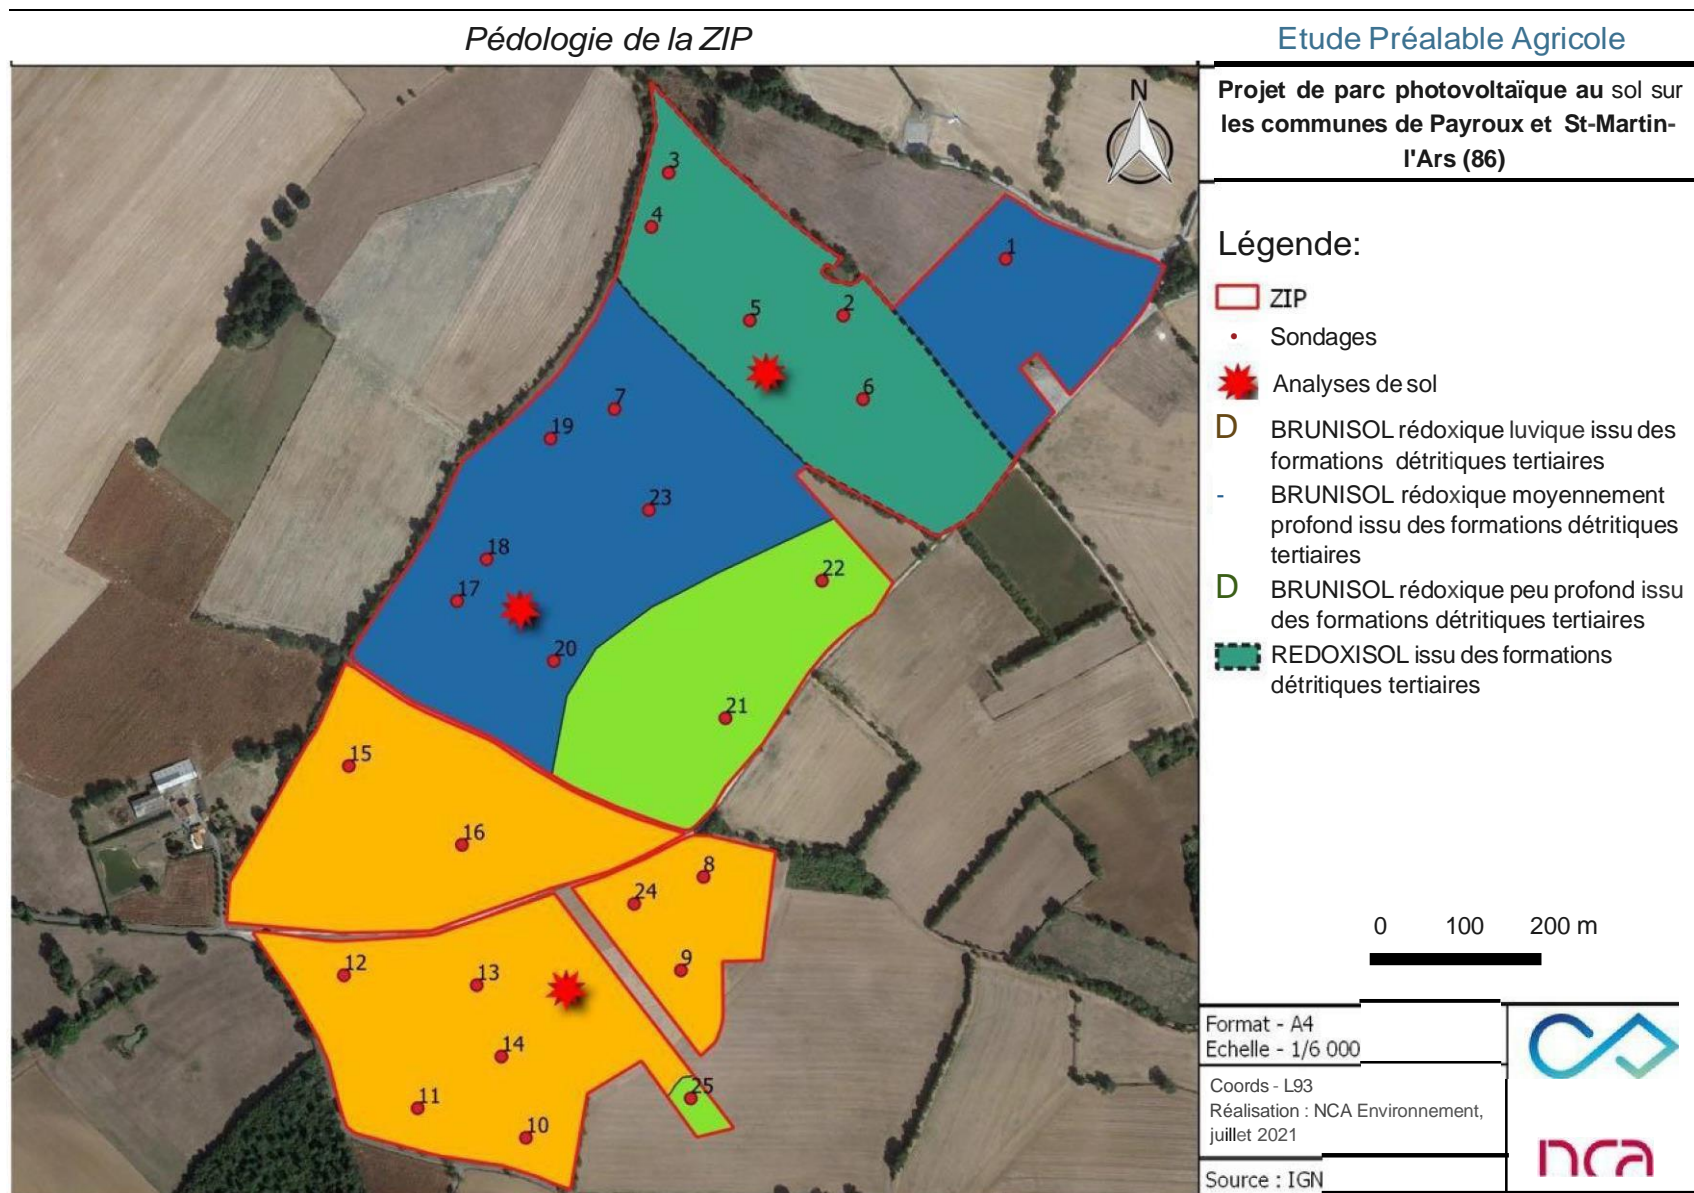 Pédologie de la ZIP
Etude Préalable Agricole
Projet de parc photovoltaïque au sol sur
les communes de Payroux et St-Martin-
l'Ars (86)
N
3
4
1
5
2
6
7
19
23
18
17
22
20
21
15
16
8
24
9
12
13
14
11
25
10
Légende:
ZIP
Sondages
Analyses de sol
D BRUNISOL rédoxique luvique issu des
formations détritiques tertiaires
- BRUNISOL rédoxique moyennement
profond issu des formations détritiques
tertiaires
D BRUNISOL rédoxique peu profond issu
des formations détritiques tertiaires
REDOXISOL issu des formations
détritiques tertiaires
0 100 200 m
Format - A4
Echelle - 1/6 000
Coords - L93
Réalisation : NCA Environnement,
juillet 2021
Source : IGN
nca